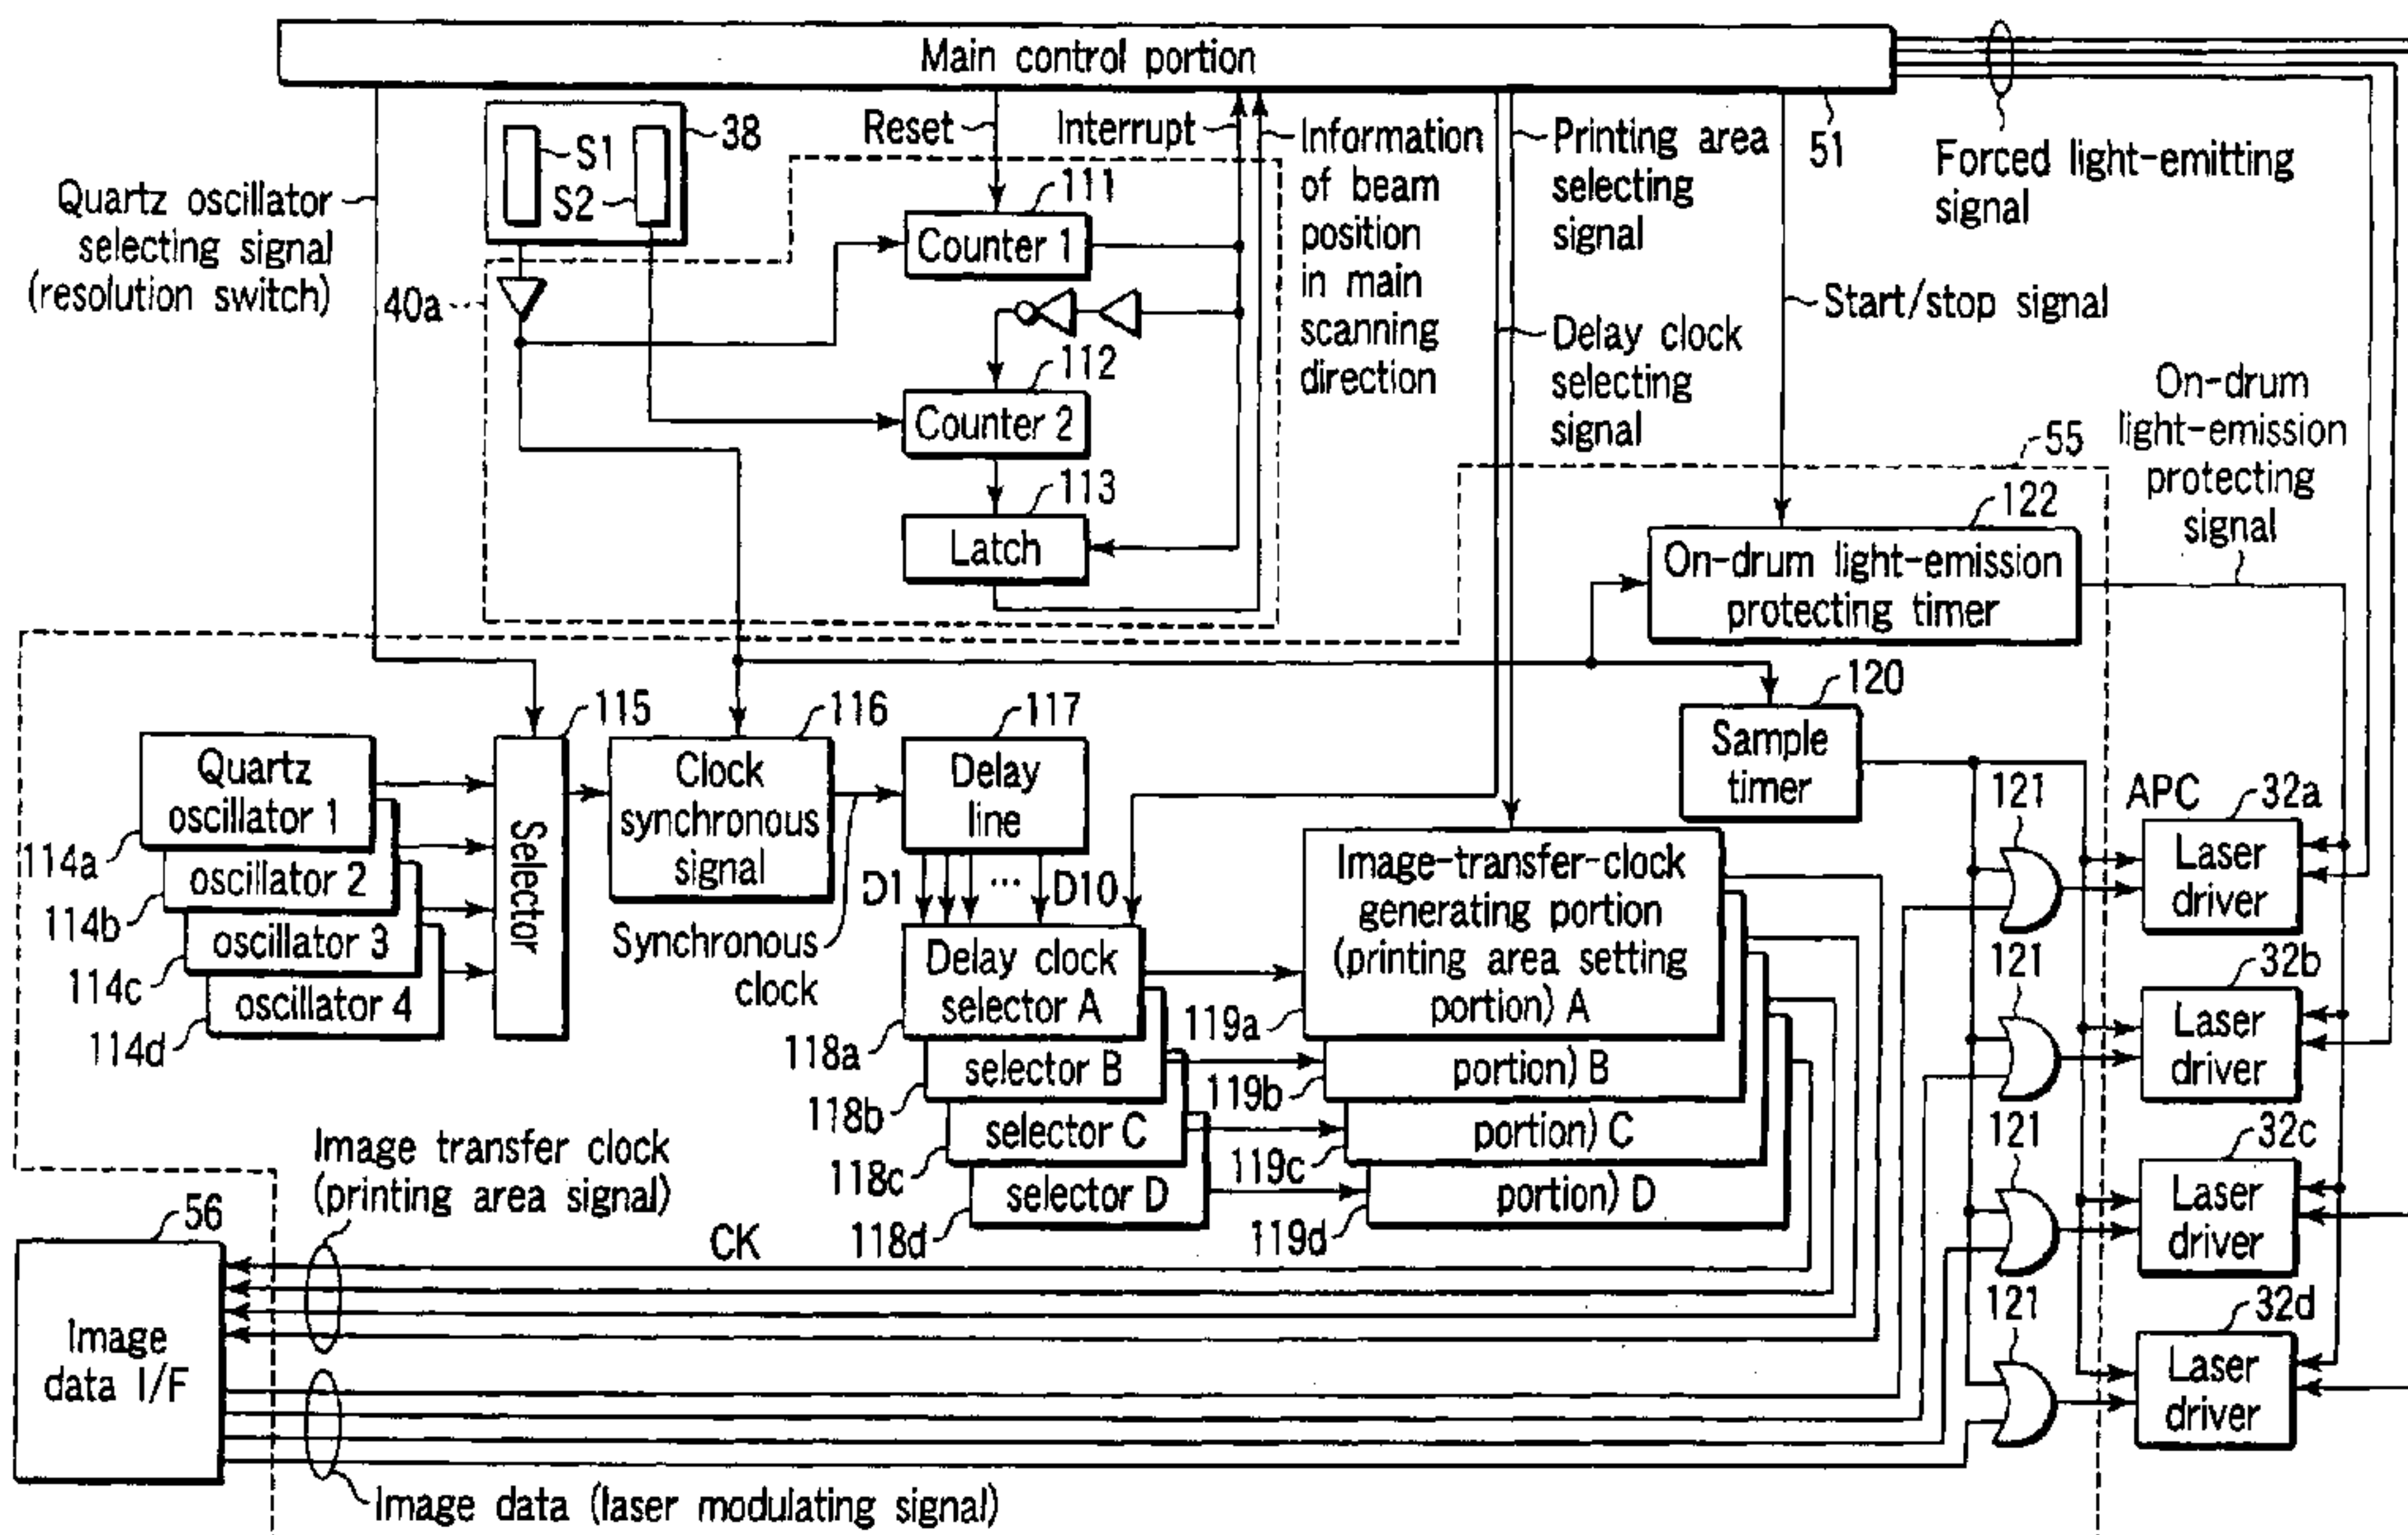 Main control portion
51
Forced light-emitting
signal
38
S1
S2
Reset
Interrupt
Information
of beam
position
in main
scanning
direction
Printing area
selecting
signal
Delay clock
selecting
signal
Start/stop signal
Quartz oscillator
selecting signal
(resolution switch)
40a
111
Counter 1
112
Counter 2
113
Latch
On-drum
light-emission
protecting
signal
55
122
On-drum light-emission
protecting timer
120
Sample
timer
Quartz
oscillator 1
oscillator 2
oscillator 3
oscillator 4
114a
114b
114c
114d
115
Selector
116
Clock
synchronous
signal
Synchronous
clock
117
Delay
line
D1
...
D10
Delay clock
selector A
selector B
selector C
selector D
118a
118b
118c
118d
Image-transfer-clock
generating portion
(printing area setting
portion) A
portion) B
portion) C
portion) D
119a
119b
119c
119d
121
121
121
121
APC
32a
Laser
driver
32b
Laser
driver
32c
Laser
driver
32d
Laser
driver
Image transfer clock
(printing area signal)
CK
56
Image
data I/F
Image data (laser modulating signal)